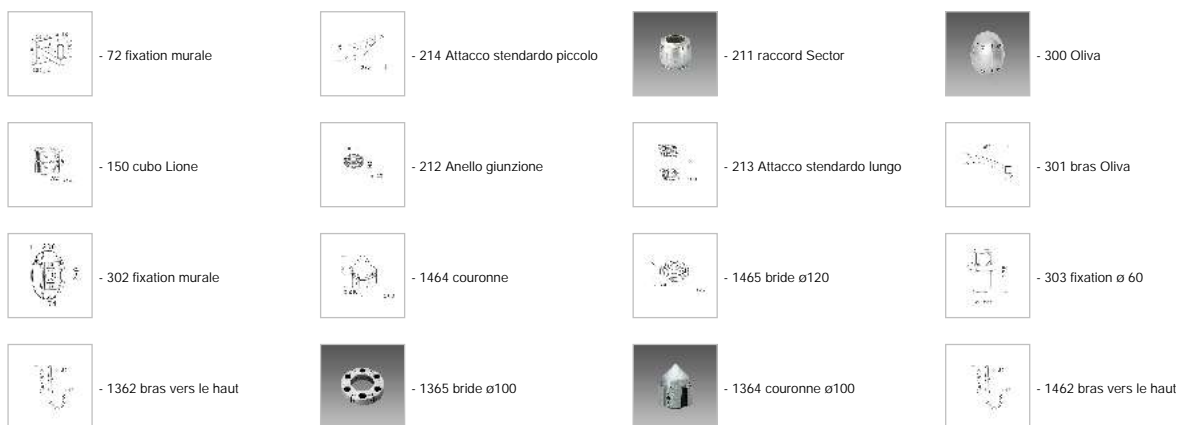 - 72 fixation murale
- 214 Attacco stendardo piccolo
- 211 raccord Sector
- 300 Oliva
- 150 cubo Lione
- 212 Anello giunzione
- 213 Attacco stendardo lungo
- 301 bras Oliva
- 302 fixation murale
- 1464 couronne
- 1465 bride ø120
- 303 fixation ø 60
- 1362 bras vers le haut
- 1365 bride ø100
- 1364 couronne ø100
- 1462 bras vers le haut